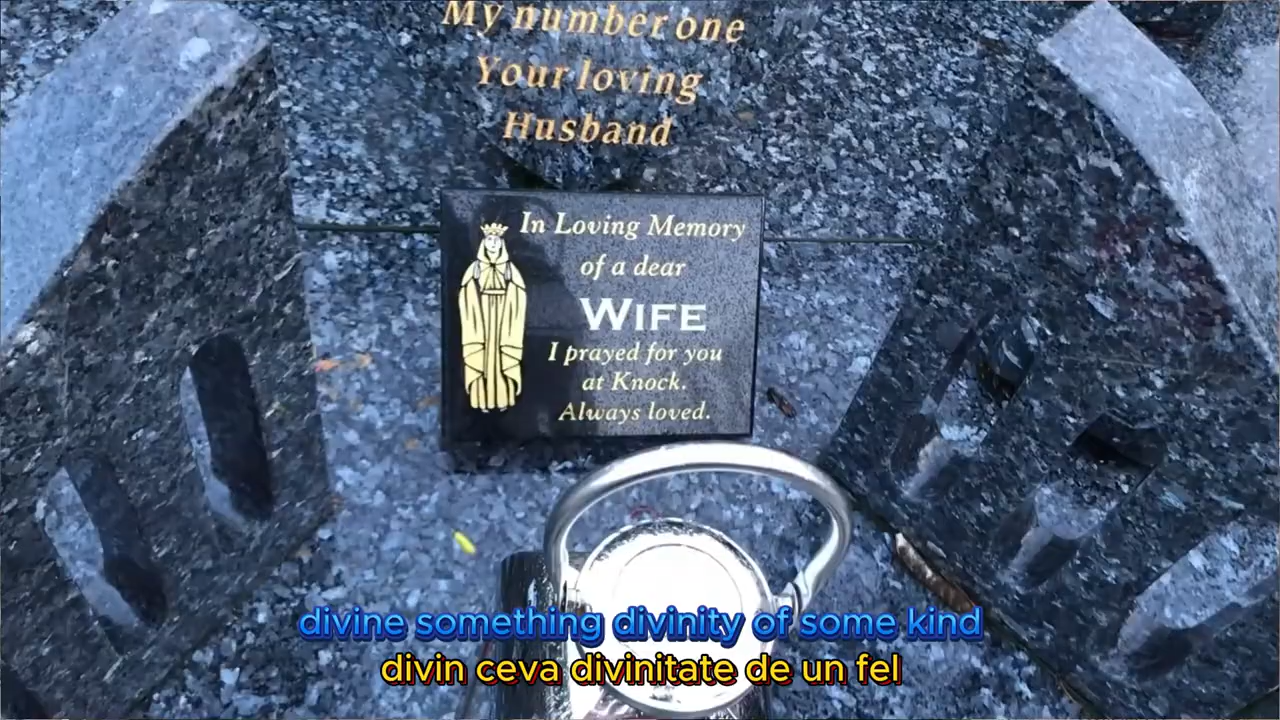 My number one
Your loving
Husband
In Loving Memory
of a dear
WIFE
I prayed for you
at Knock.
Always loved.
divine something divinity of some kind
divin ceva divinitate de un fel